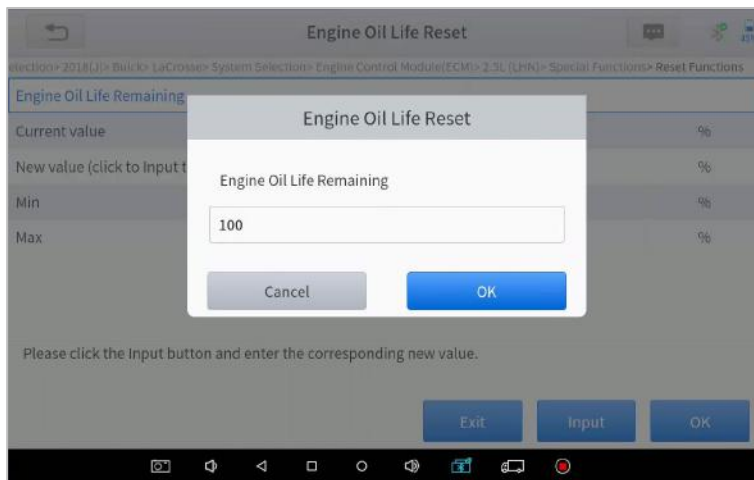 Engine Oil Life Reset
election> 2018(J)> Buick> LaCrosse> System Selection> Engine Control Module(ECM)> 2.5L (LHN)> Special Functions> Reset Functions
Engine Oil Life Remaining
Current value %
New value (click to Input t %
Min %
Max %
Engine Oil Life Reset
Engine Oil Life Remaining
100
Cancel OK
Please click the Input button and enter the corresponding new value.
Exit Input OK